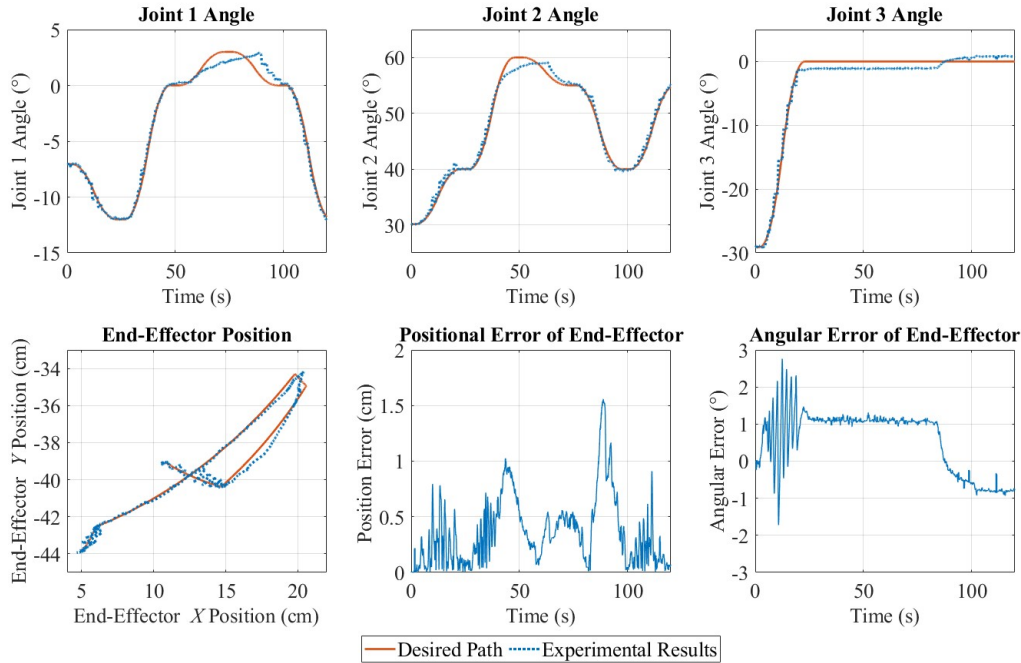 Joint 1 Angle
Joint 2 Angle
Joint 3 Angle
Joint 1 Angle (°)
5
0
-5
-10
-15
0
50
100
Time (s)
Joint 2 Angle (°)
60
50
40
30
0
50
100
Time (s)
Joint 3 Angle (°)
0
-10
-20
-30
0
50
100
Time (s)
End-Effector Position
Positional Error of End-Effector
Angular Error of End-Effector
End-Effector Y Position (cm)
-34
-36
-38
-40
-42
-44
5
10
15
20
End-Effector X Position (cm)
Position Error (cm)
2
1.5
1
0.5
0
0
50
100
Time (s)
Angular Error (°)
3
2
1
0
-1
-2
-3
0
50
100
Time (s)
Desired Path
Experimental Results